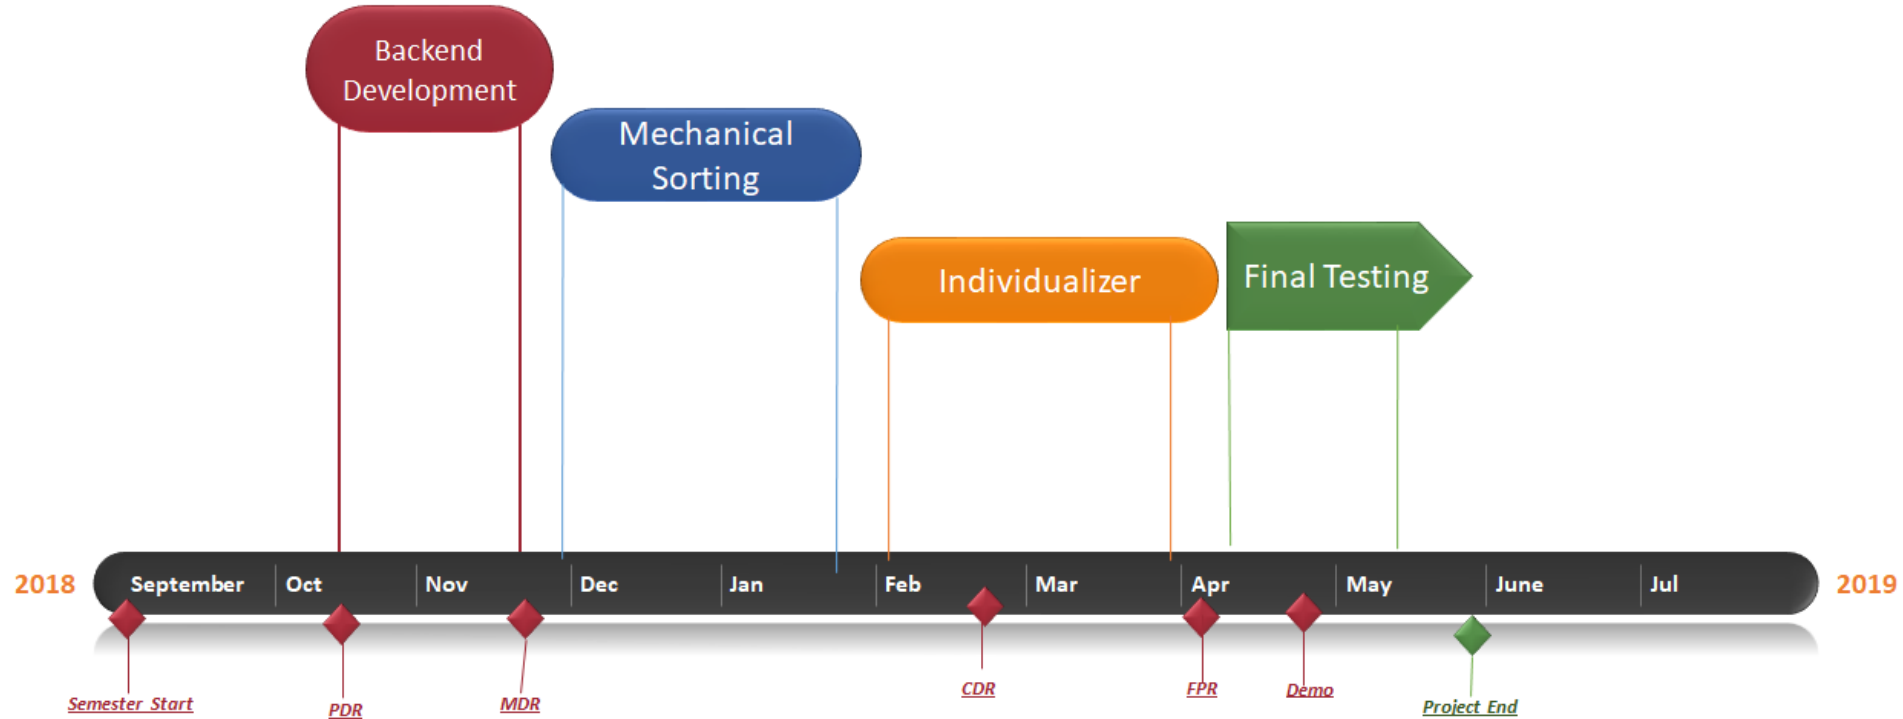 Backend
Development
Mechanical
Sorting
Individualizer
Final Testing
2018
September
Oct
Nov
Dec
Jan
Feb
Mar
Apr
May
June
Jul
2019
Semester Start
PDR
MDR
CDR
FPR
Demo
Project End